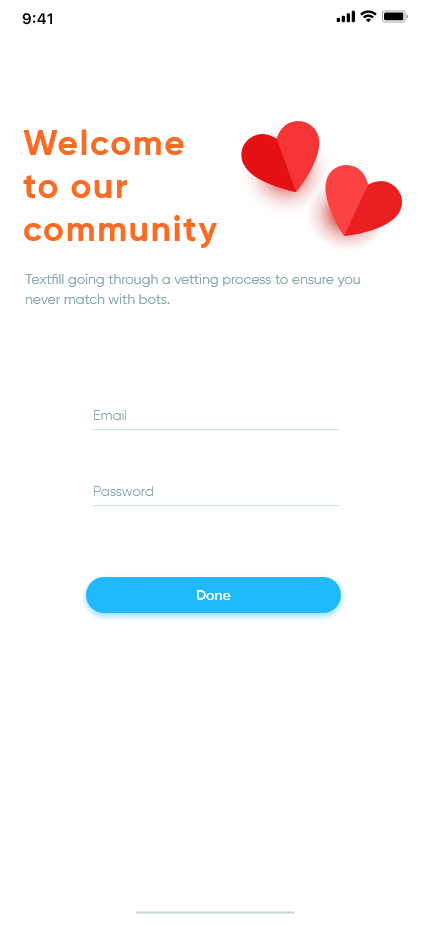 9:41
Welcome
to our
community
Textfill going through a vetting process to ensure you
never match with bots.
Email
Password
Done